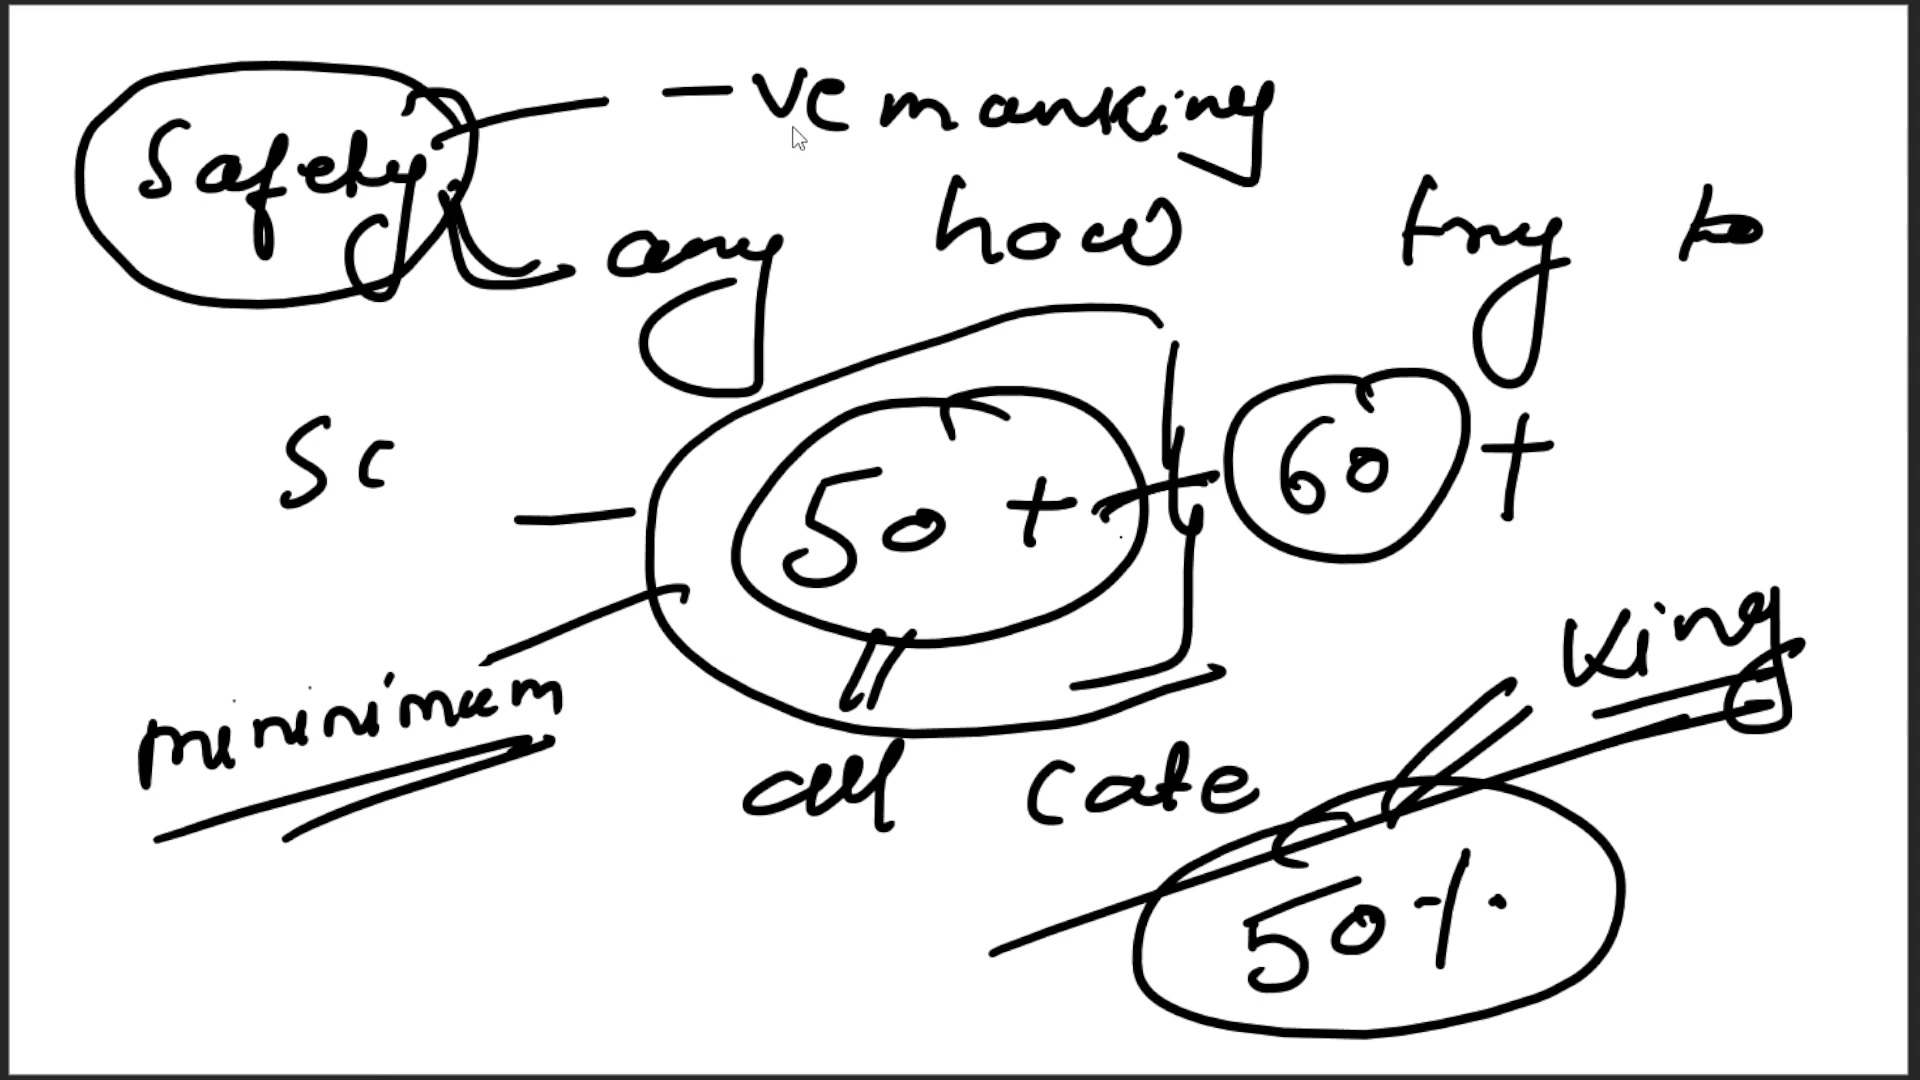 Safety - ve marking
any how try to
Sc - 50 + 60 +
minimum King
all cate
50%